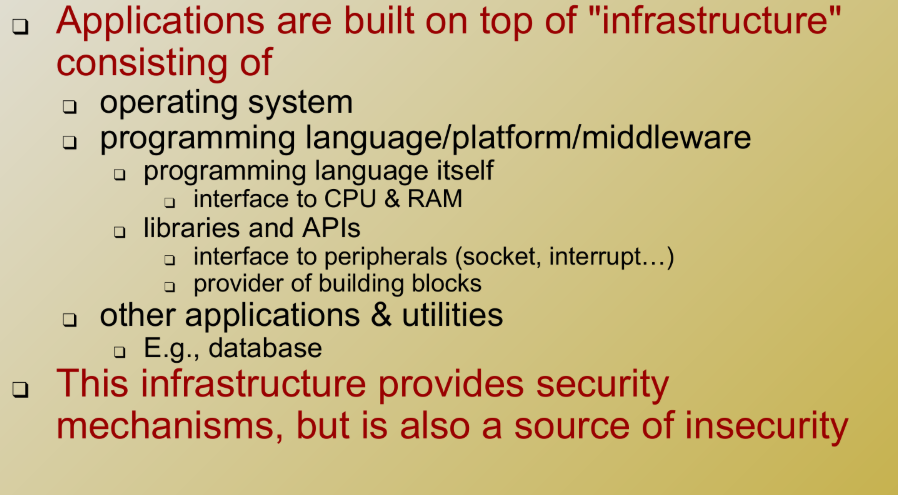 Applications are built on top of "infrastructure"
consisting of
operating system
programming language/platform/middleware
programming language itself
interface to CPU & RAM
libraries and APIs
interface to peripherals (socket, interrupt…)
provider of building blocks
other applications & utilities
E.g., database
This infrastructure provides security
mechanisms, but is also a source of insecurity